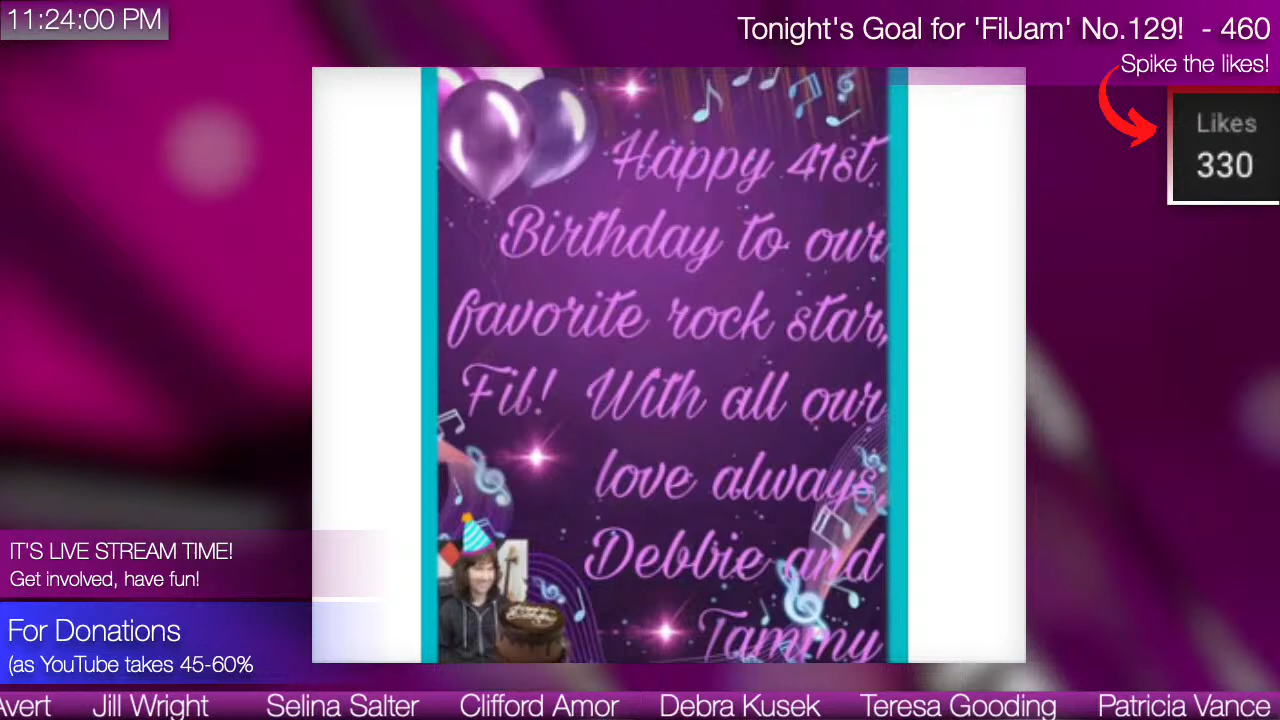 11:24:00 PM
Tonight's Goal for 'FilJam' No.129! - 460
Spike the likes!
Likes
330
Happy 41st
Birthday to our
favorite rock star,
Fil! With all our
love always,
Debbie and
Tammy
IT'S LIVE STREAM TIME!
Get involved, have fun!
For Donations
(as YouTube takes 45-60%
Avert Jill Wright Selina Salter Clifford Amor Debra Kusek Teresa Gooding Patricia Vance